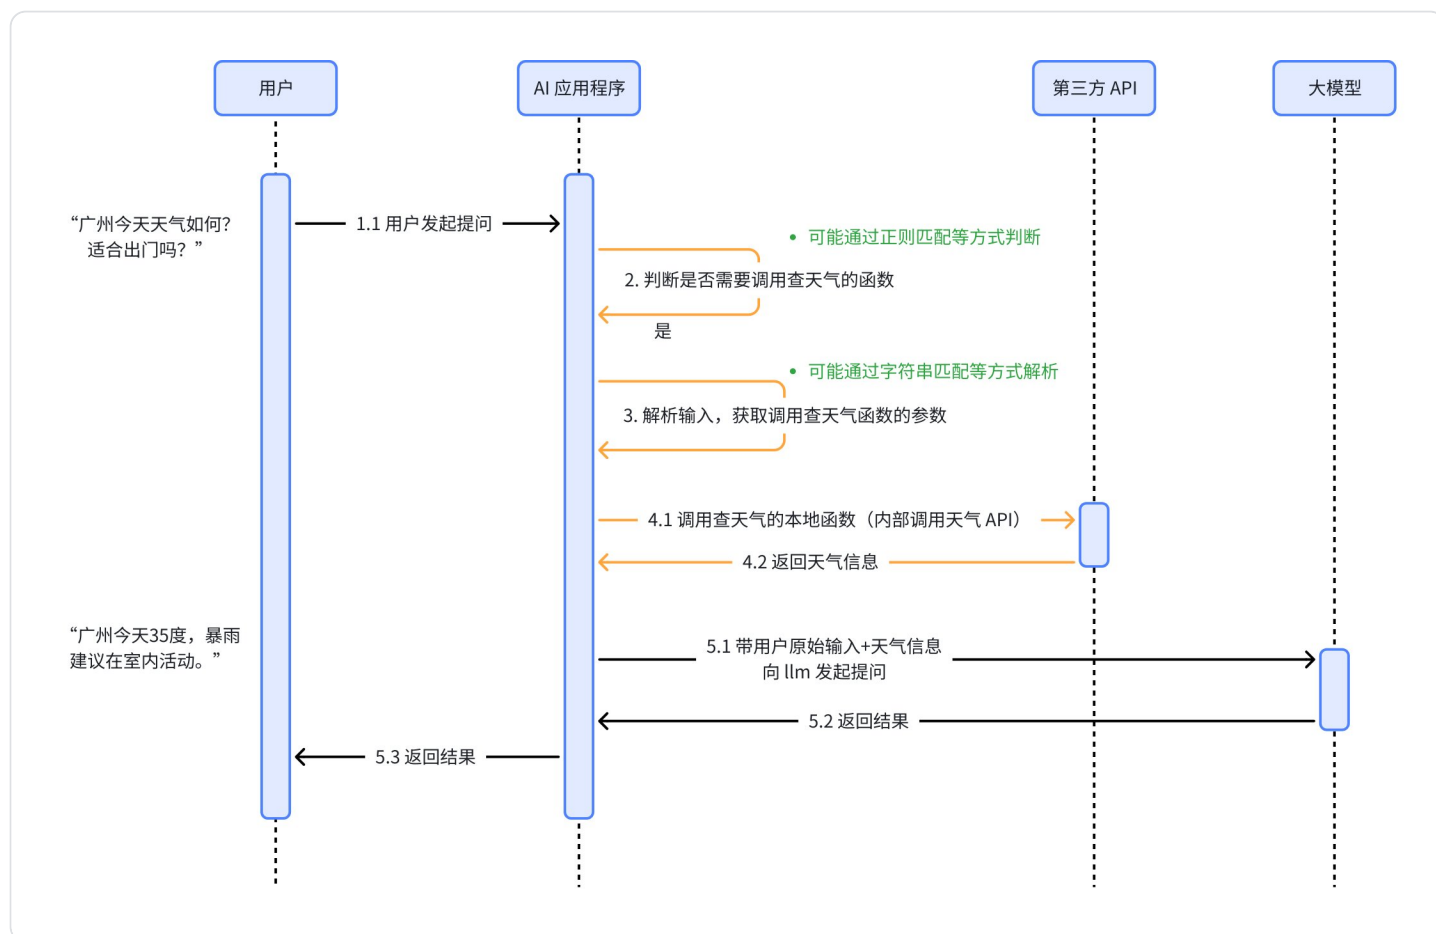 用户
AI 应用程序
第三方 API
大模型
“广州今天天气如何？
适合出门吗？”
1.1 用户发起提问
• 可能通过正则匹配等方式判断
2. 判断是否需要调用查天气的函数
是
• 可能通过字符串匹配等方式解析
3. 解析输入，获取调用查天气函数的参数
4.1 调用查天气的本地函数（内部调用天气 API）
4.2 返回天气信息
“广州今天35度，暴雨
建议在室内活动。”
5.1 带用户原始输入+天气信息
向 llm 发起提问
5.2 返回结果
5.3 返回结果